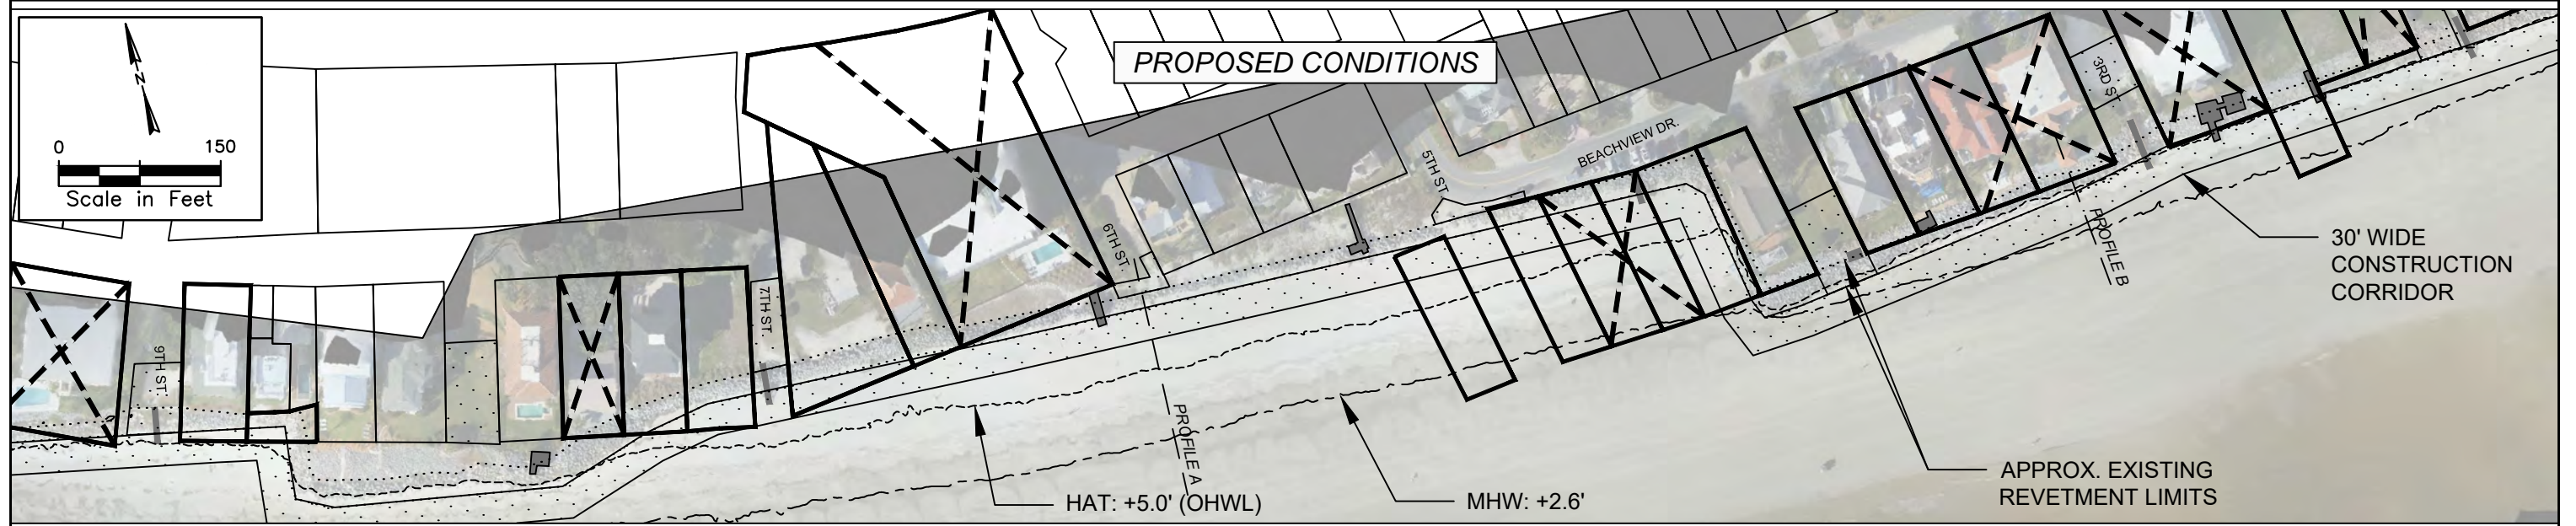 PROPOSED CONDITIONS
N
0 150
Scale in Feet
9TH ST.
7TH ST.
6TH ST.
5TH ST.
BEACHVIEW DR.
3RD ST.
PROFILE A
PROFILE B
30' WIDE
CONSTRUCTION
CORRIDOR
HAT: +5.0' (OHWL)
MHW: +2.6'
APPROX. EXISTING
REVETMENT LIMITS